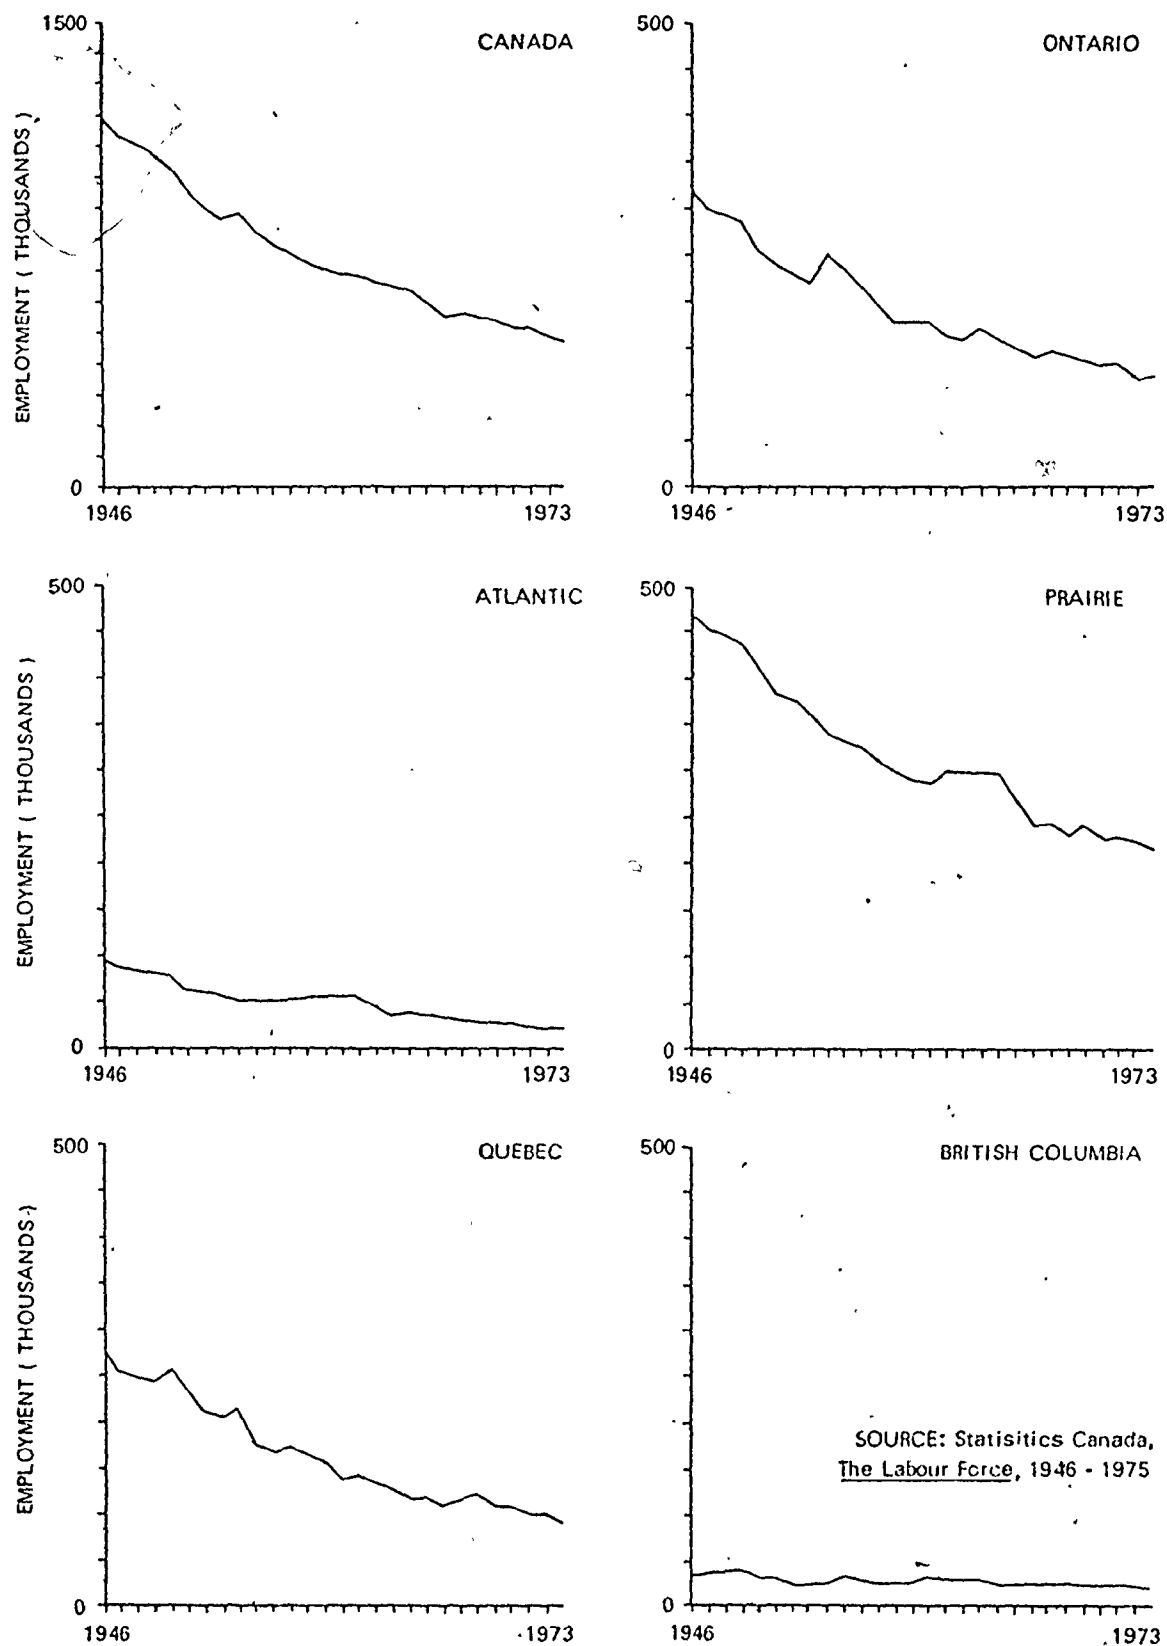 1500
CANADA
EMPLOYMENT ( THOUSANDS )
0
1946
1973
500
ONTARIO
0
1946
1973
500
ATLANTIC
EMPLOYMENT ( THOUSANDS )
0
1946
1973
500
PRAIRIE
0
1946
1973
500
QUEBEC
EMPLOYMENT ( THOUSANDS )
0
1946
1973
500
BRITISH COLUMBIA
SOURCE: Statisitics Canada,
The Labour Force, 1946 - 1975
0
1946
1973